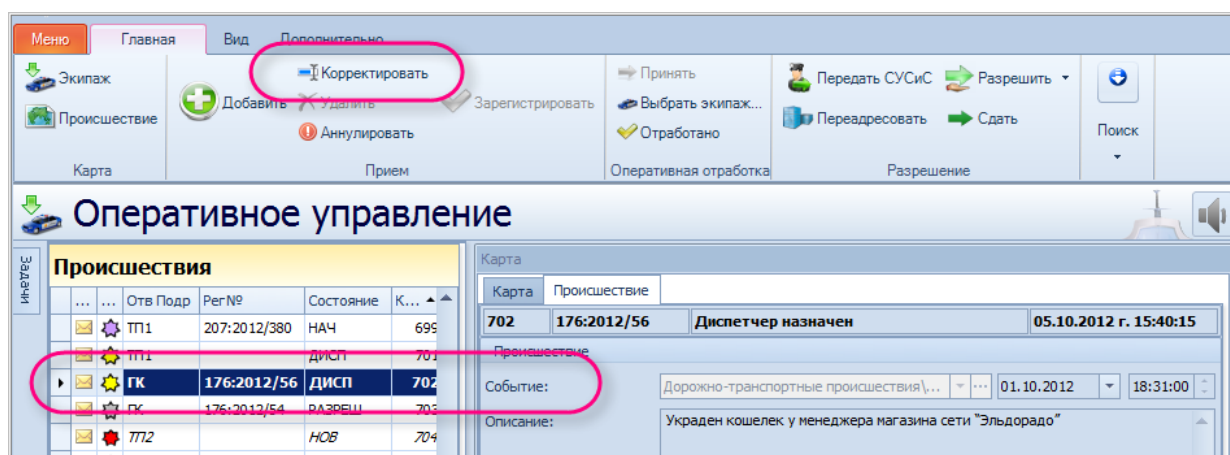 Меню Главная Вид Дополнительно
Экипаж Корректировать Принять Передать СУСиС Разрешить
Добавить Удалить Зарегистрировать Выбрать экипаж...
Происшествие Переадресовать Сдать
Аннулировать Отработано Поиск
Карта Прием Оперативная отработка Разрешение
Оперативное управление
Задачи
Происшествия
... ... Отв Подр Рег№ Состояние К...
ТП1 207:2012/380 НАЧ 699
ТП1 ДИСП 701
ГК 176:2012/56 ДИСП 702
ГК 176:2012/54 РАЗРЕШ 703
ТП2 НОВ 704
Карта
Карта Происшествие
702 176:2012/56 Диспетчер назначен 05.10.2012 г. 15:40:15
Происшествие
Событие: Дорожно-транспортные происшествия\... ... 01.10.2012 18:31:00
Описание: Украден кошелек у менеджера магазина сети "Эльдорадо"